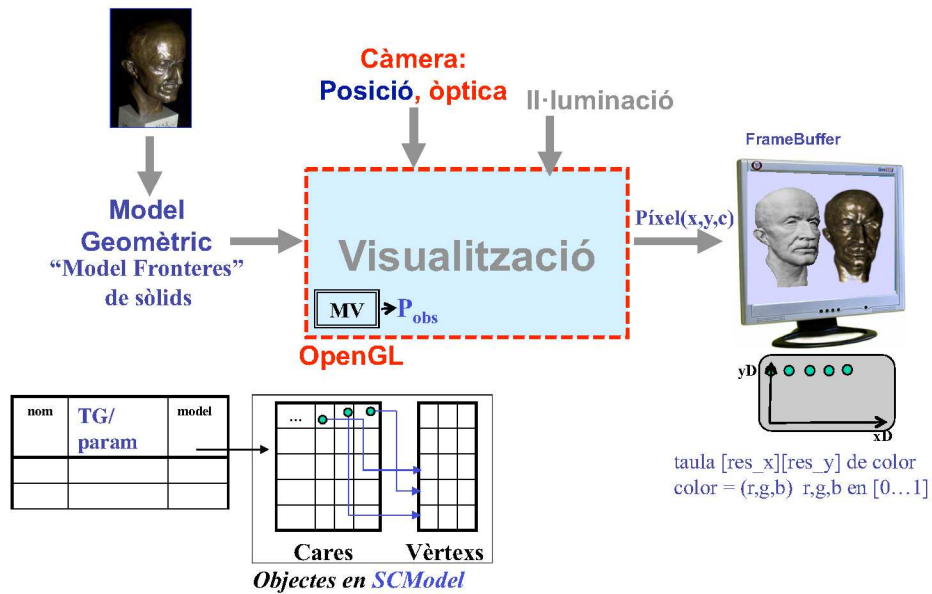 Càmera:
Posició, òptica
Il·luminació
FrameBuffer
Model
Geomètric
“Model Fronteres”
de sòlids
Visualització
Píxel(x,y,c)
MV
Pobs
OpenGL
yD
xD
nom
TG/
param
model
...
taula [res_x][res_y] de color
color = (r,g,b) r,g,b en [0…1]
Cares
Vèrtexs
Objectes en SCModel